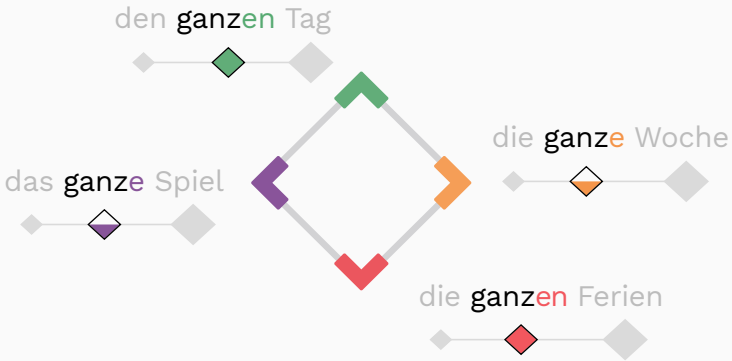 den ganzen Tag
die ganze Woche
das ganze Spiel
die ganzen Ferien